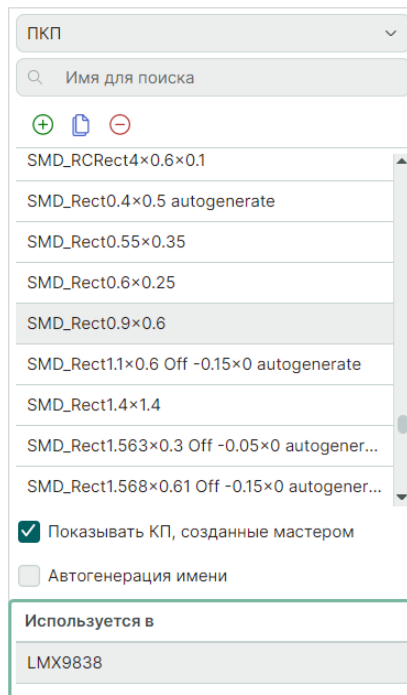 ПКП
Имя для поиска
SMD_RCRect4×0.6×0.1
SMD_Rect0.4×0.5 autogenerate
SMD_Rect0.55×0.35
SMD_Rect0.6×0.25
SMD_Rect0.9×0.6
SMD_Rect1.1×0.6 Off -0.15×0 autogenerate
SMD_Rect1.4×1.4
SMD_Rect1.563×0.3 Off -0.05×0 autogener...
SMD_Rect1.568×0.61 Off -0.15×0 autogener...
Показывать КП, созданные мастером
Автогенерация имени
Используется в
LMX9838